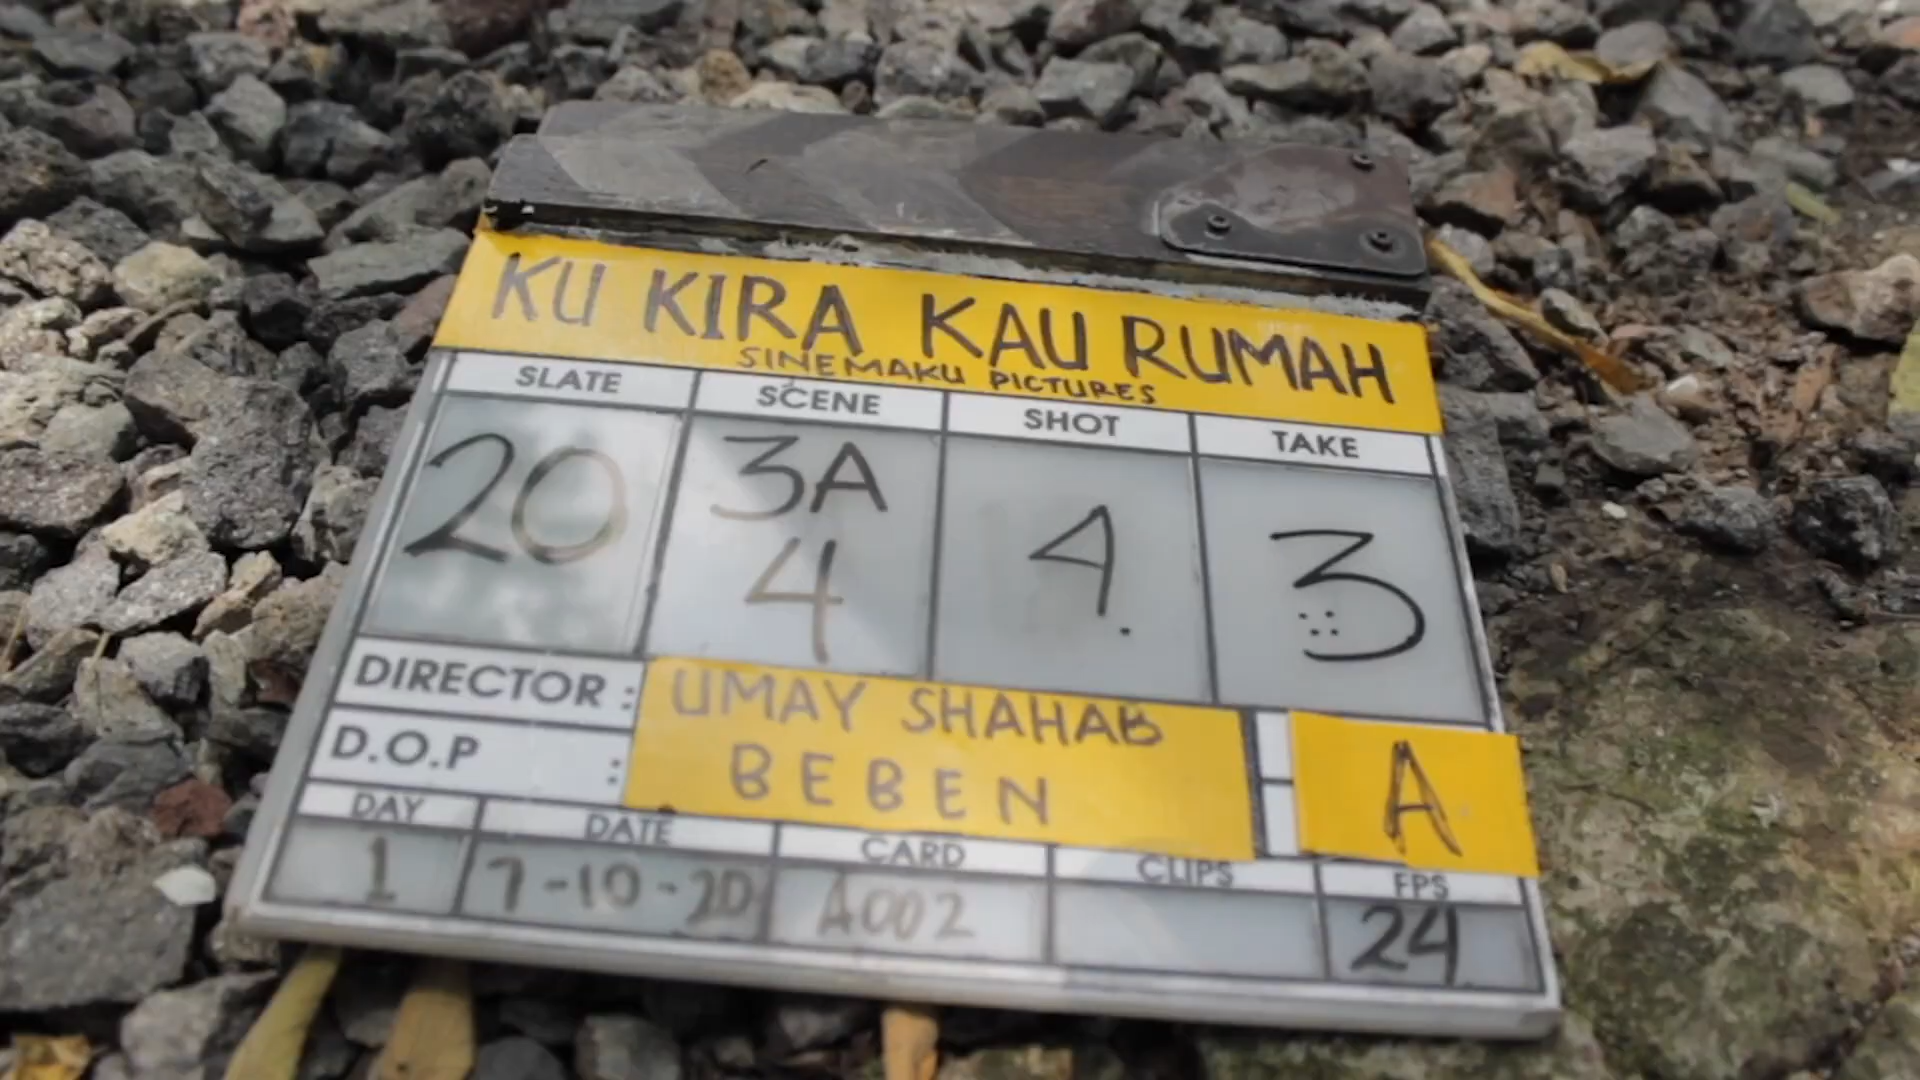 KU KIRA KAU RUMAH
SINEMAKU PICTURES
SLATE SCENE SHOT TAKE
20 3A 4. 3
4
DIRECTOR : UMAY SHAHAB
D.O.P : BEBEN
A
DAY DATE CARD CLIPS FPS
1 7-10-20 A002 24